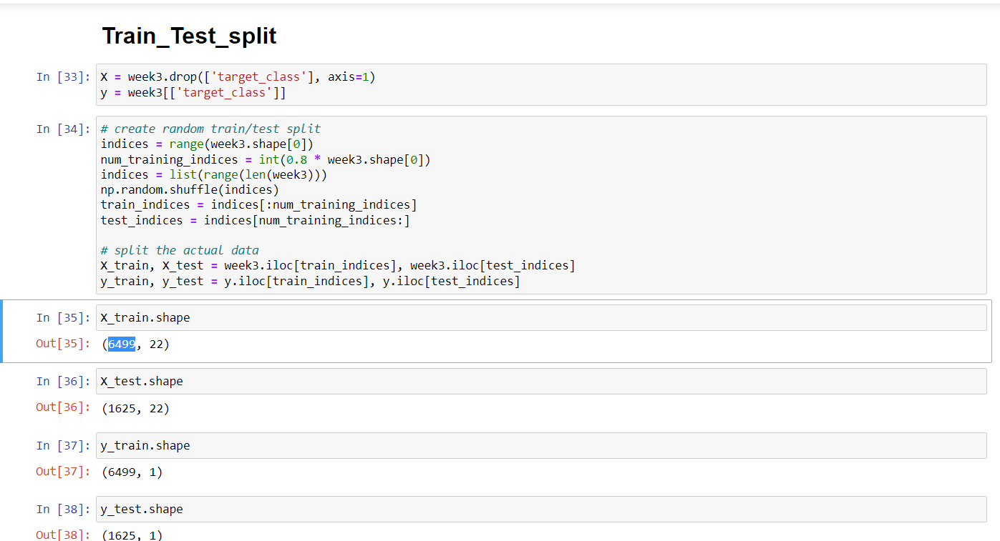 Train_Test_split
In [33]: X = week3.drop(['target_class'], axis=1)
y = week3[['target_class']]
In [34]: # create random train/test split
indices = range(week3.shape[0])
num_training_indices = int(0.8 * week3.shape[0])
indices = list(range(len(week3)))
np.random.shuffle(indices)
train_indices = indices[:num_training_indices]
test_indices = indices[num_training_indices:]
# split the actual data
X_train, X_test = week3.iloc[train_indices], week3.iloc[test_indices]
y_train, y_test = y.iloc[train_indices], y.iloc[test_indices]
In [35]: X_train.shape
Out[35]: (6499, 22)
In [36]: X_test.shape
Out[36]: (1625, 22)
In [37]: y_train.shape
Out[37]: (6499, 1)
In [38]: y_test.shape
Out[38]: (1625, 1)